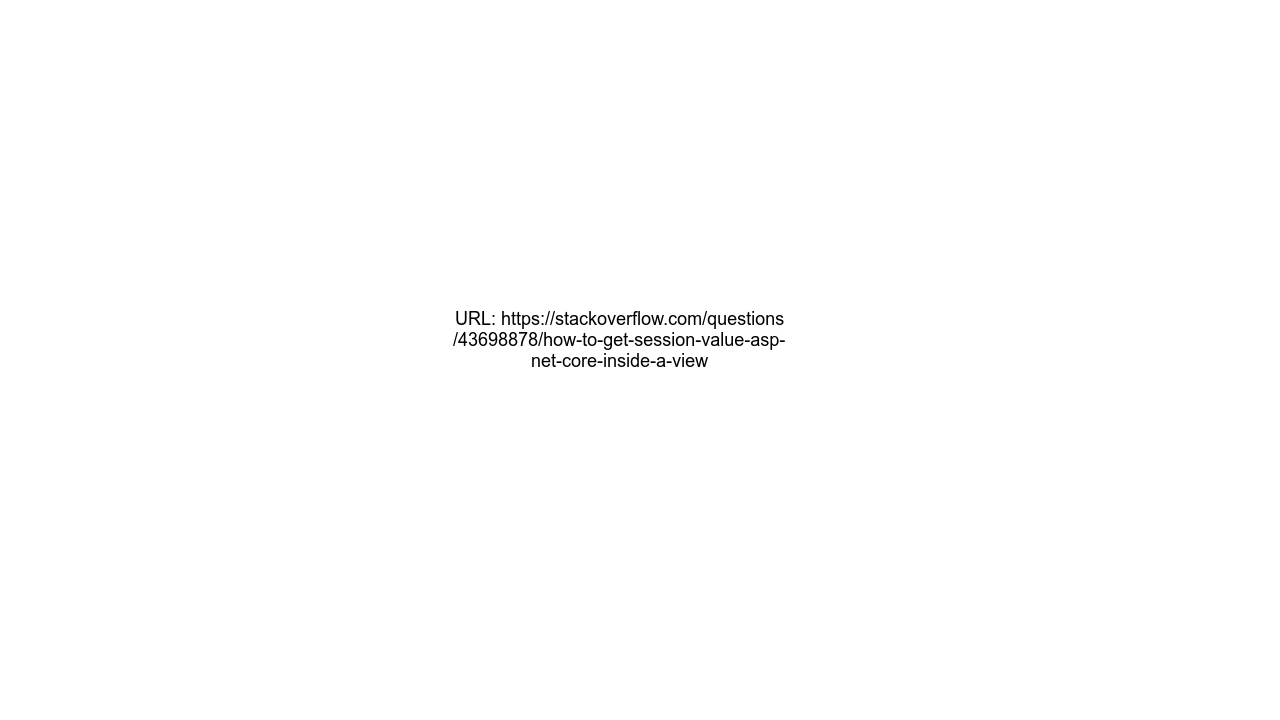 URL: https://stackoverflow.com/questions
/43698878/how-to-get-session-value-asp-
net-core-inside-a-view